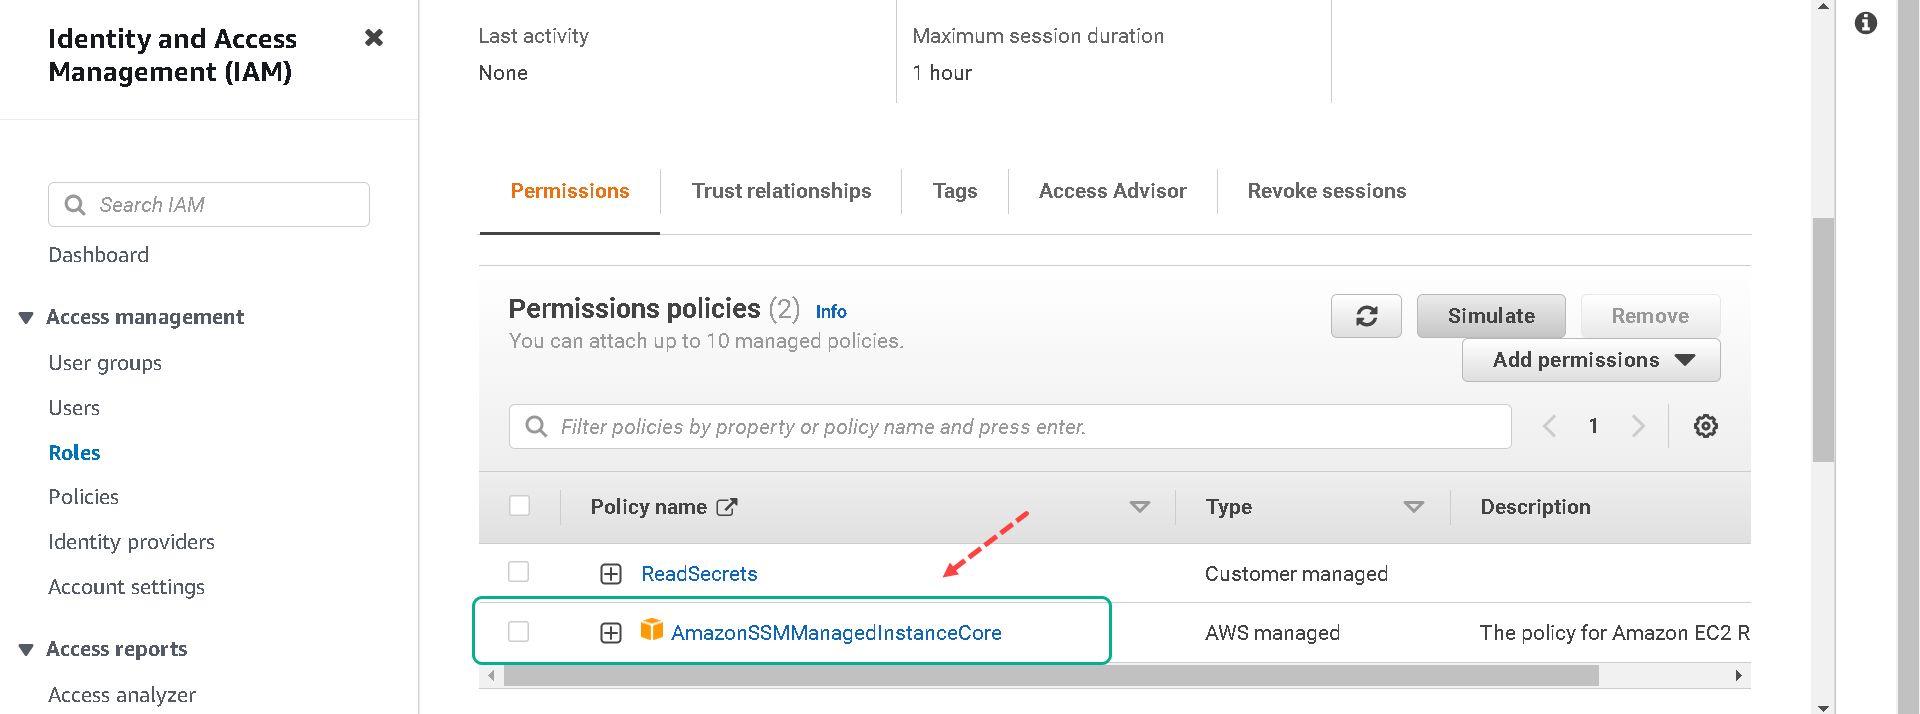 Identity and Access
Management (IAM)
Search IAM
Dashboard
Access management
User groups
Users
Roles
Policies
Identity providers
Account settings
Access reports
Access analyzer
Last activity
None
Maximum session duration
1 hour
Permissions
Trust relationships
Tags
Access Advisor
Revoke sessions
Permissions policies (2) Info
You can attach up to 10 managed policies.
Simulate
Remove
Add permissions
Filter policies by property or policy name and press enter.
1
Policy name
Type
Description
ReadSecrets
Customer managed
AmazonSSMManagedInstanceCore
AWS managed
The policy for Amazon EC2 R